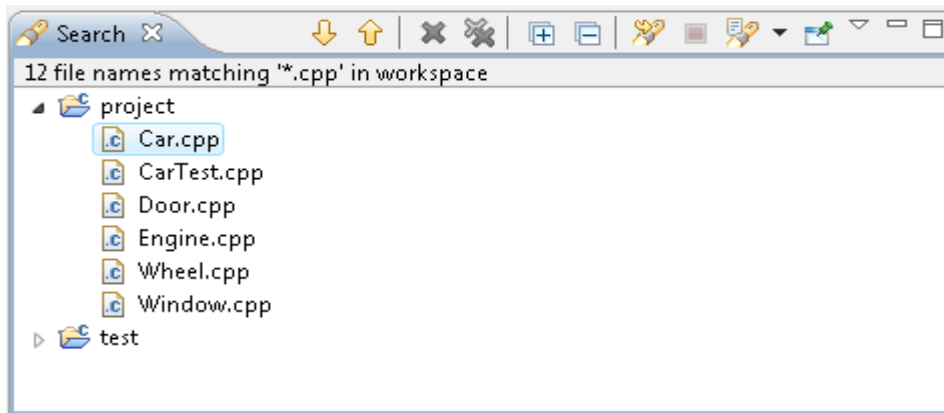 Search
12 file names matching '*.cpp' in workspace
project
.c Car.cpp
.c CarTest.cpp
.c Door.cpp
.c Engine.cpp
.c Wheel.cpp
.c Window.cpp
test